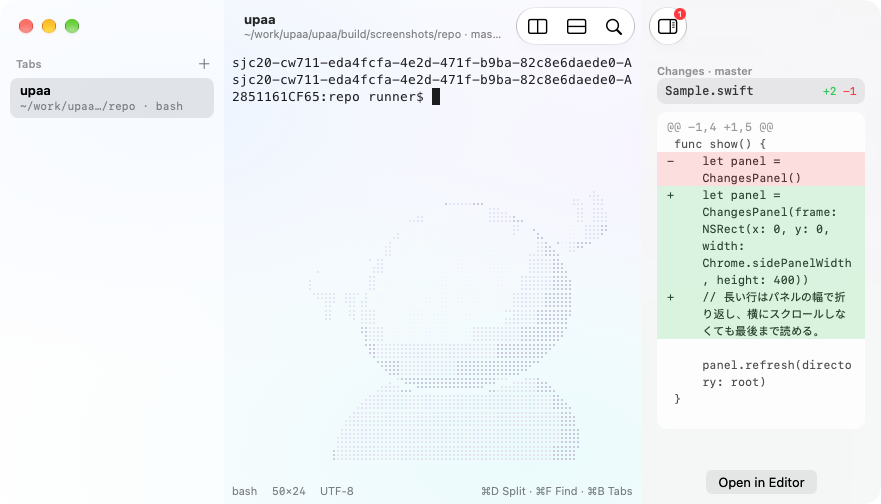 upaa
~/work/upaa/upaa/build/screenshots/repo · mas…
1
Tabs
upaa
~/work/upaa…/repo · bash
sjc20-cw711-eda4fcfa-4e2d-471f-b9ba-82c8e6daede0-A
sjc20-cw711-eda4fcfa-4e2d-471f-b9ba-82c8e6daede0-A
2851161CF65:repo runner$
Changes · master
Sample.swift +2 −1
@@ -1,4 +1,5 @@
func show() {
− let panel =
ChangesPanel()
+ let panel =
ChangesPanel(frame:
NSRect(x: 0, y: 0,
width:
Chrome.sidePanelWidth
, height: 400))
+ // 長い行はパネルの幅で折
り返し、横にスクロールしな
くても最後まで読める。
panel.refresh(directo
ry: root)
}
Open in Editor
bash 50×24 UTF-8
⌘D Split · ⌘F Find · ⌘B Tabs